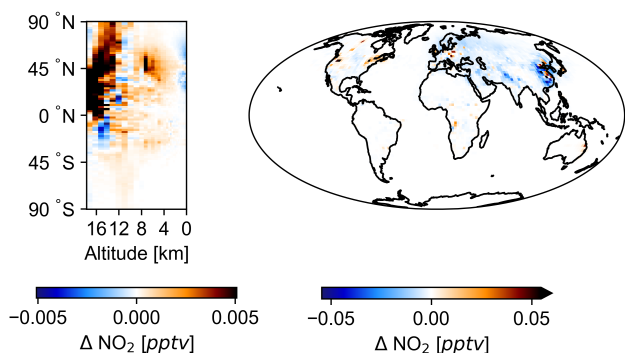 90 °N
45 °N
0 °N
45 °S
90 °S
16 12 8 4 0
Altitude [km]
−0.005 0.000 0.005
Δ NO₂ [pptv]
−0.05 0.00 0.05
Δ NO₂ [pptv]